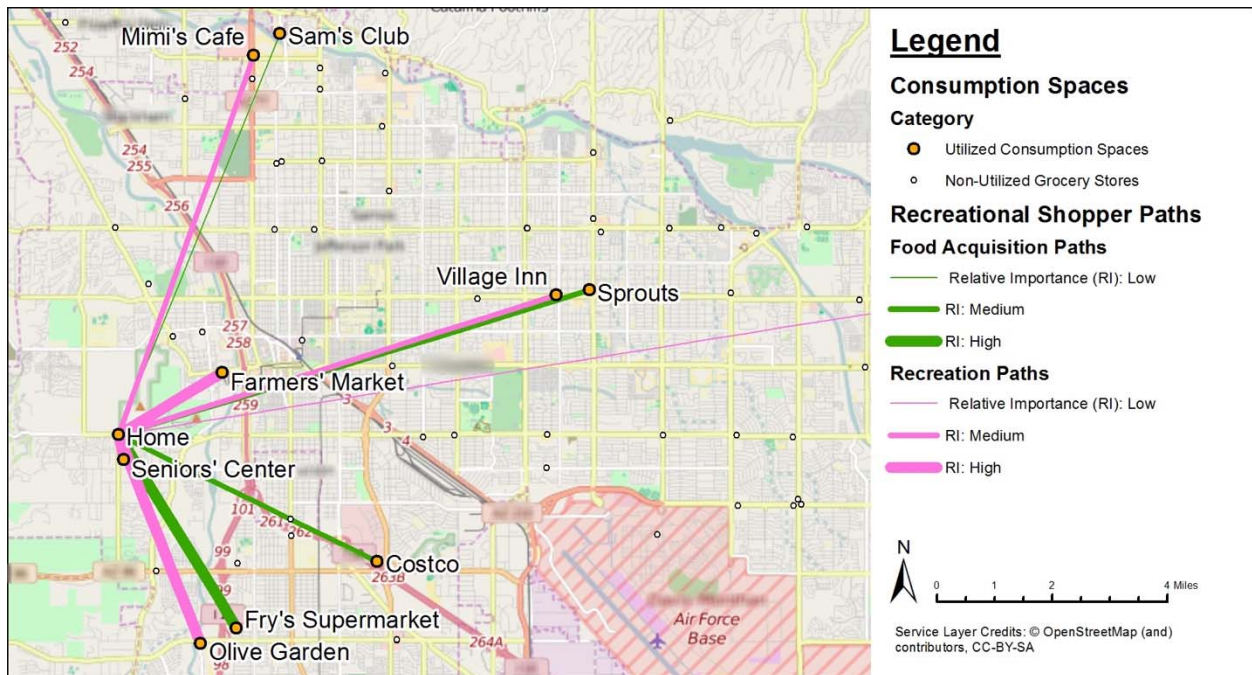 Mimi's Cafe
Sam's Club
252
254
254
255
256
Village Inn
Sprouts
257
258
Farmers' Market
259
3
3
4
Home
Seniors' Center
101
261
262
99
Costco
263B
99
Fry's Supermarket
Olive Garden
98
264A
Air Force
Base
Legend
Consumption Spaces
Category
Utilized Consumption Spaces
Non-Utilized Grocery Stores
Recreational Shopper Paths
Food Acquisition Paths
Relative Importance (RI): Low
RI: Medium
RI: High
Recreation Paths
Relative Importance (RI): Low
RI: Medium
RI: High
N
0 1 2 4 Miles
Service Layer Credits: © OpenStreetMap (and)
contributors, CC-BY-SA